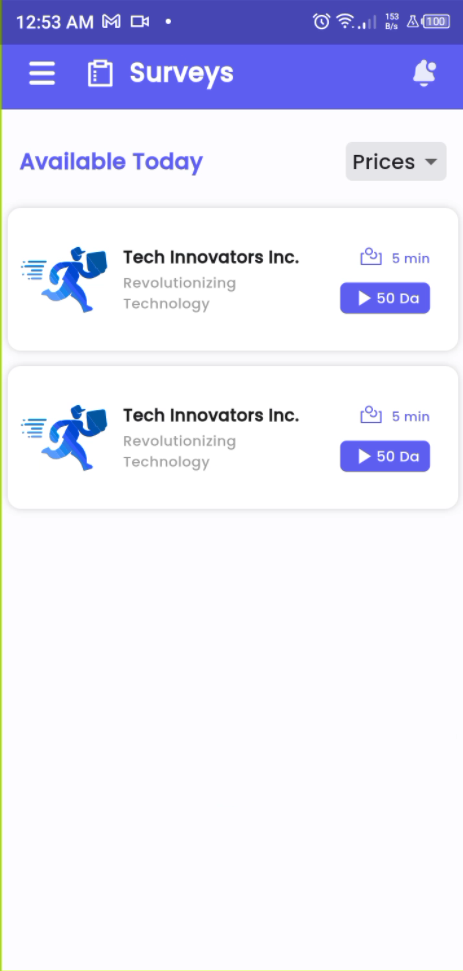 12:53 AM 153 B/s 100
Surveys
Available Today Prices
Tech Innovators Inc. 5 min
Revolutionizing
Technology
50 Da
Tech Innovators Inc. 5 min
Revolutionizing
Technology
50 Da